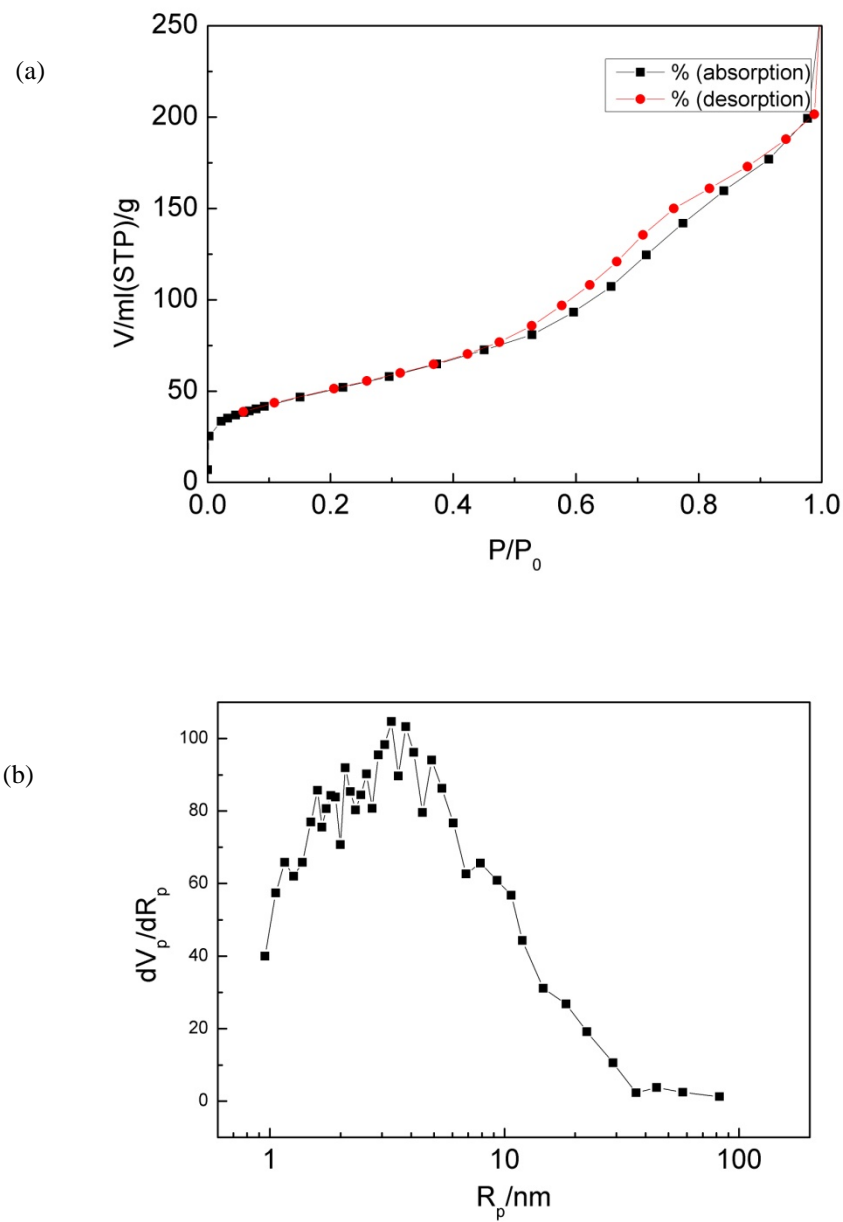 (a)
250
200
150
100
50
0
V/ml(STP)/g
% (absorption)
% (desorption)
0.0 0.2 0.4 0.6 0.8 1.0
P/P₀
(b)
100
80
60
40
20
0
dVₚ/dRₚ
1 10 100
Rₚ/nm